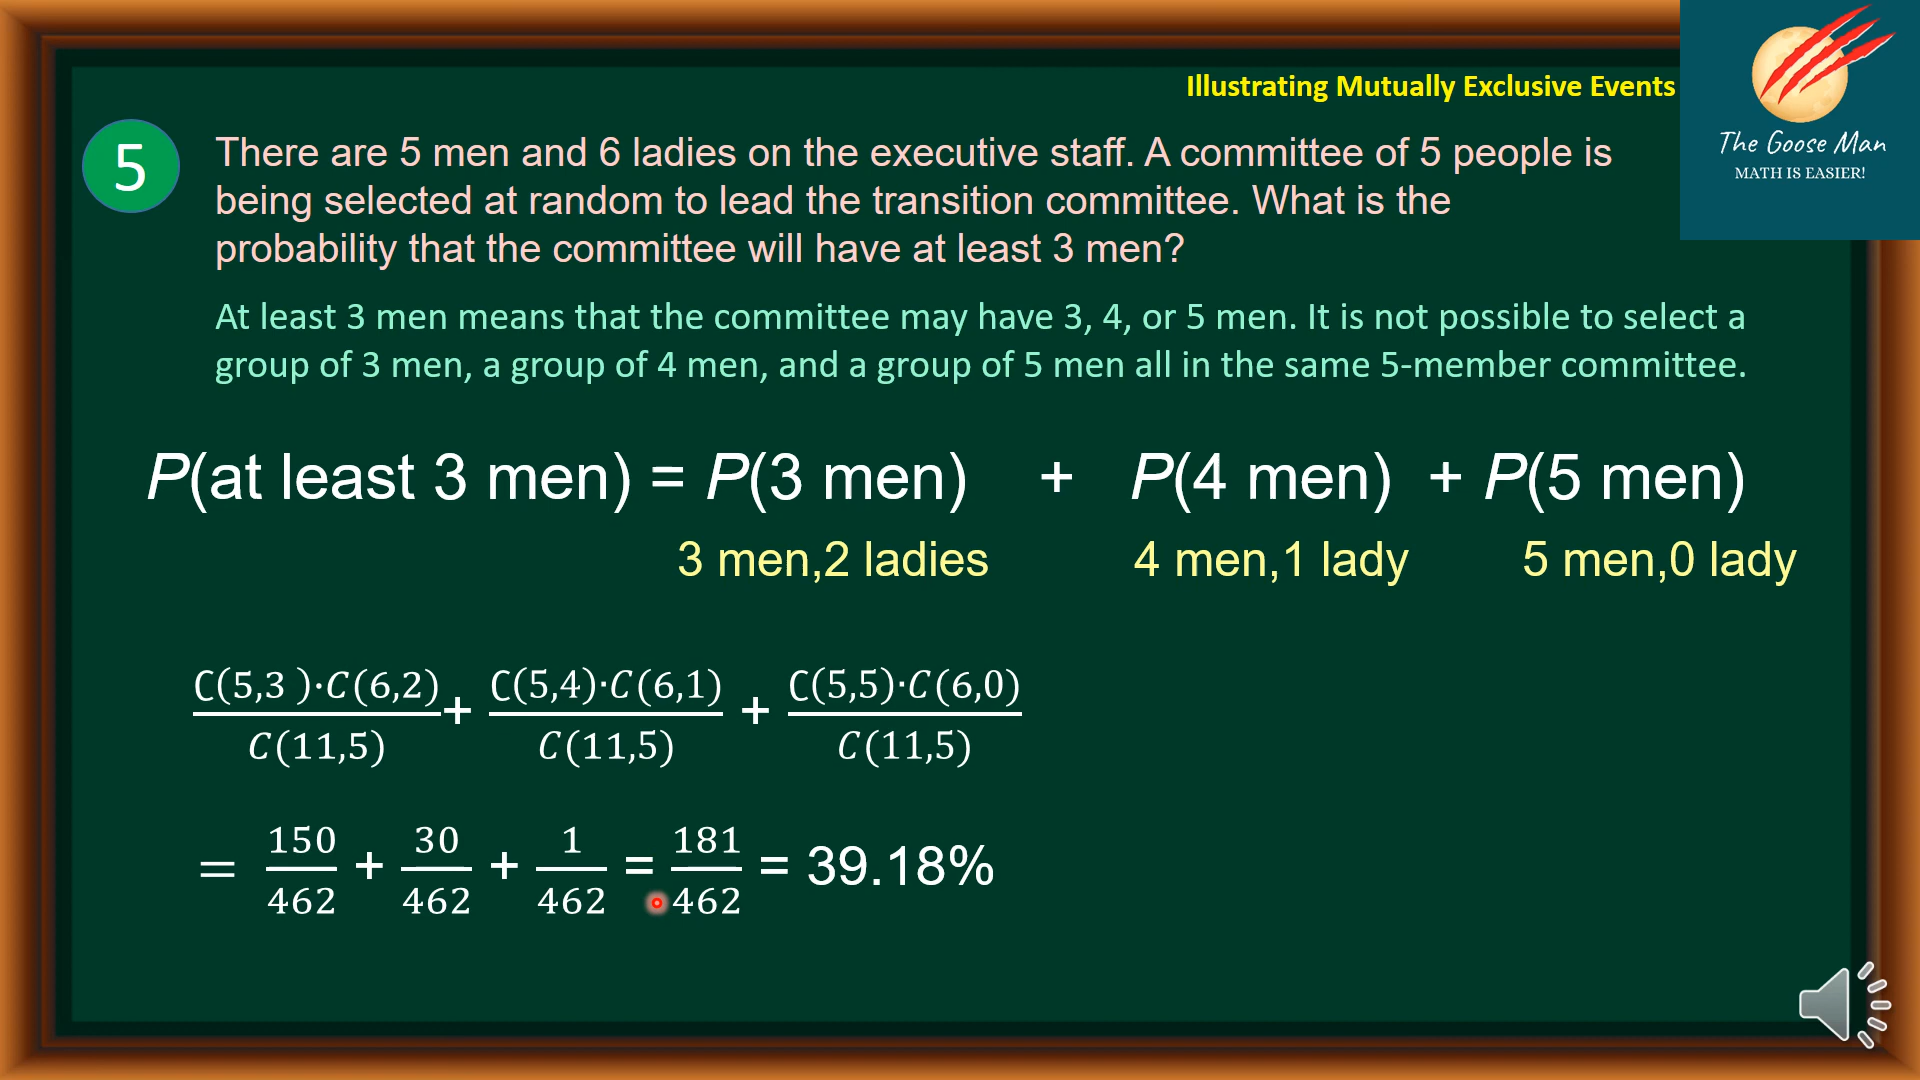 Illustrating Mutually Exclusive Events
The Goose Man
MATH IS EASIER!
5
There are 5 men and 6 ladies on the executive staff. A committee of 5 people is
being selected at random to lead the transition committee. What is the
probability that the committee will have at least 3 men?
At least 3 men means that the committee may have 3, 4, or 5 men. It is not possible to select a
group of 3 men, a group of 4 men, and a group of 5 men all in the same 5-member committee.
P(at least 3 men) = P(3 men) + P(4 men) + P(5 men)
3 men,2 ladies 4 men,1 lady 5 men,0 lady
C(5,3 )·C(6,2) + C(5,4)·C(6,1) + C(5,5)·C(6,0)
C(11,5) C(11,5) C(11,5)
= 150/462 + 30/462 + 1/462 = 181/462 = 39.18%